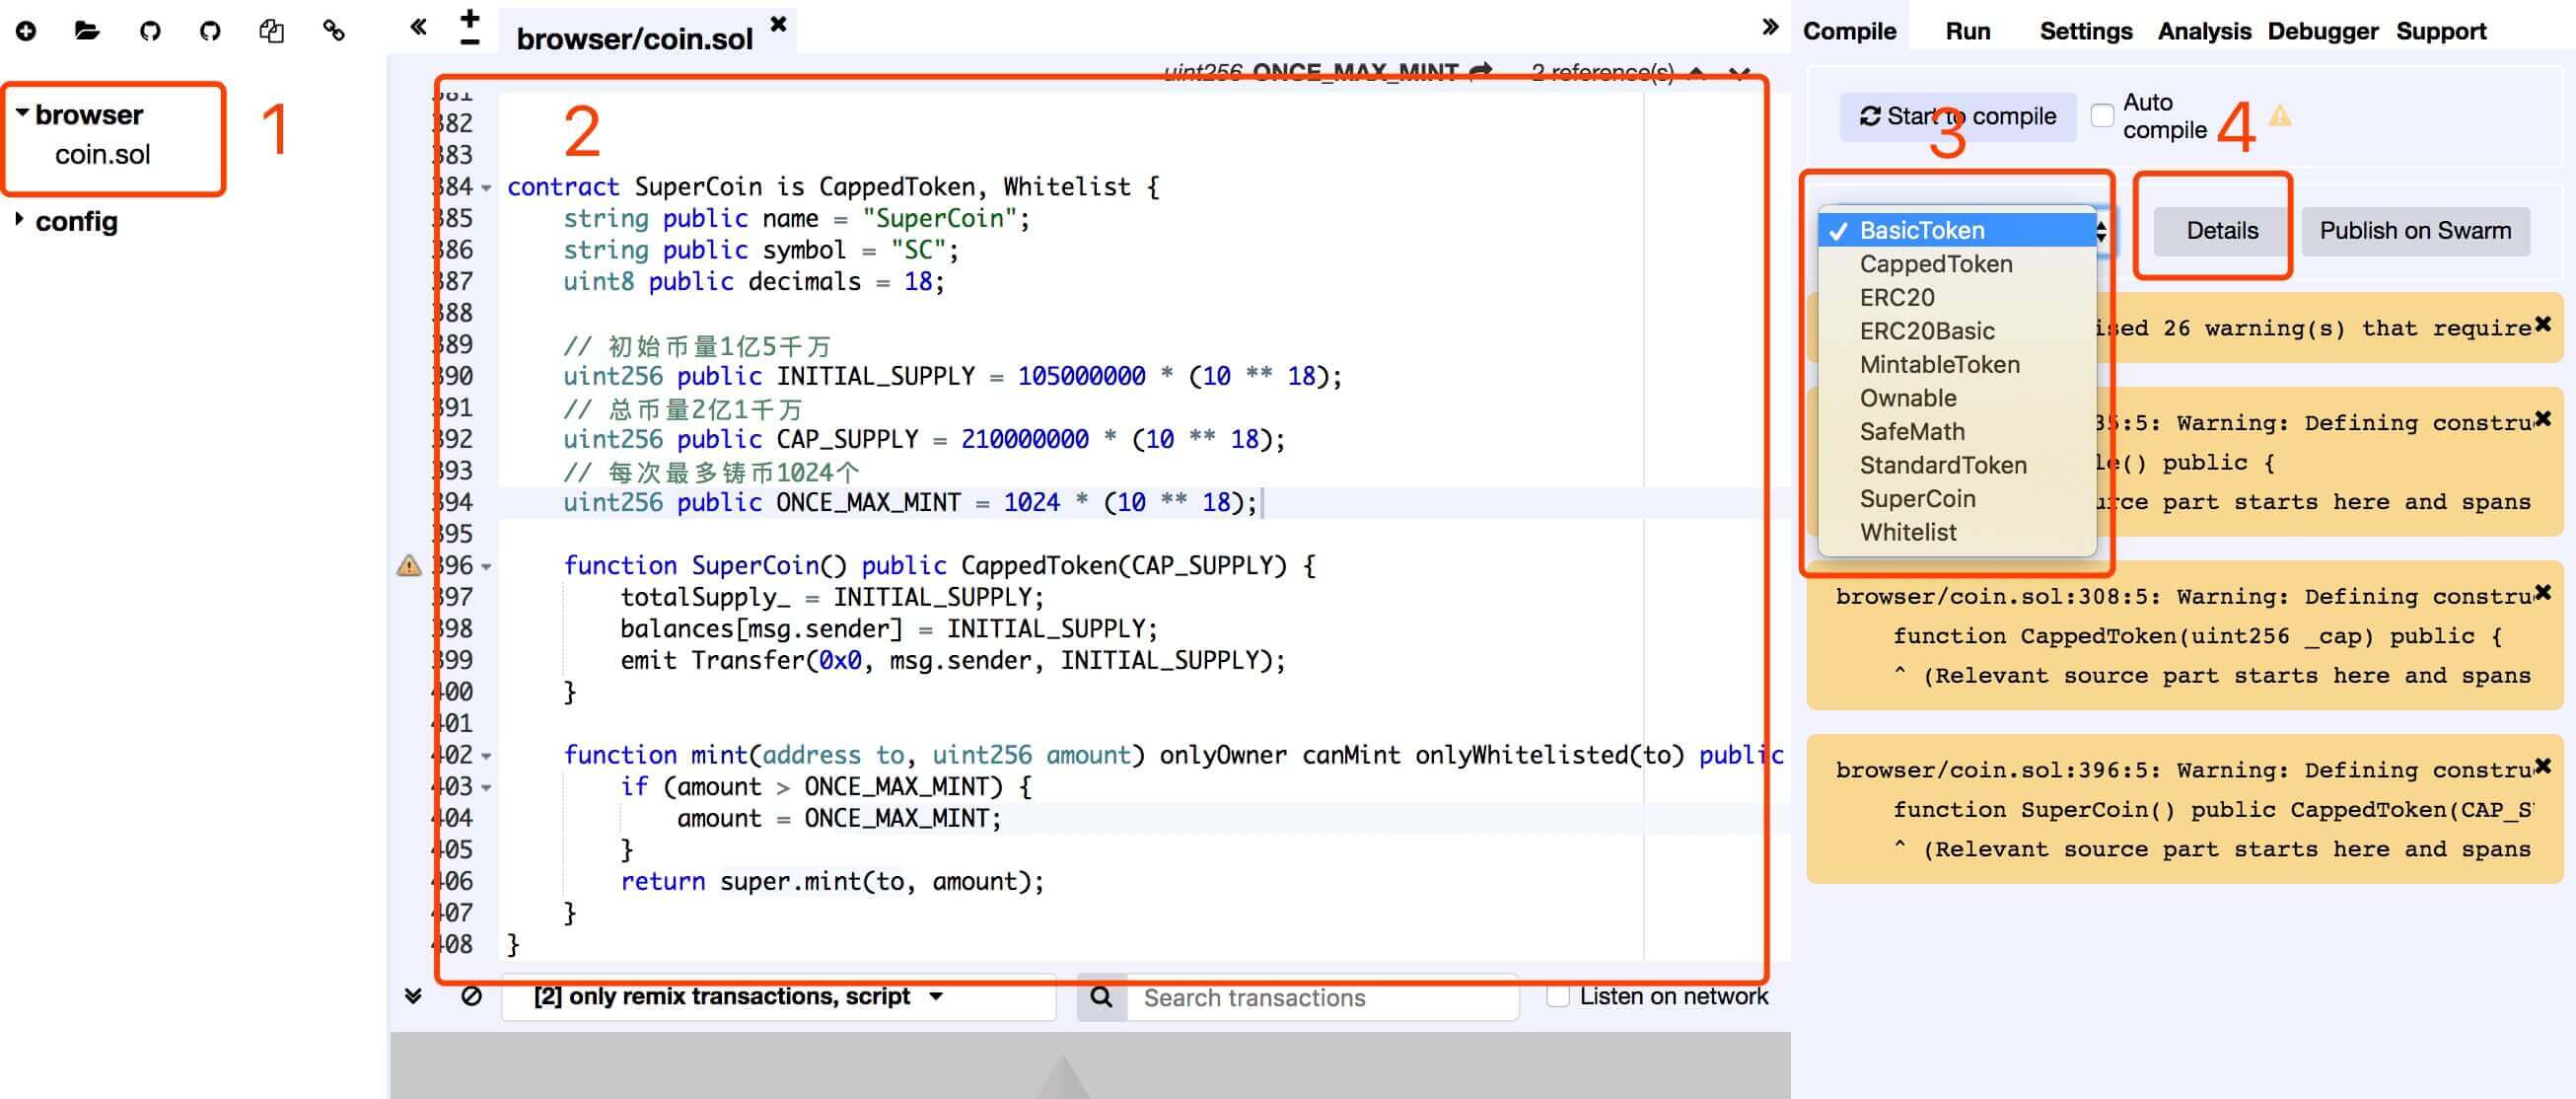 browser/coin.sol
Compile Run Settings Analysis Debugger Support
browser
coin.sol
config
1
uint256 ONCE_MAX_MINT 2 reference(s)
2
381
382
383
384 contract SuperCoin is CappedToken, Whitelist {
385 string public name = "SuperCoin";
386 string public symbol = "SC";
387 uint8 public decimals = 18;
388
389 // 初始币量1亿5千万
390 uint256 public INITIAL_SUPPLY = 105000000 * (10 ** 18);
391 // 总币量2亿1千万
392 uint256 public CAP_SUPPLY = 210000000 * (10 ** 18);
393 // 每次最多铸币1024个
394 uint256 public ONCE_MAX_MINT = 1024 * (10 ** 18);
395
396 function SuperCoin() public CappedToken(CAP_SUPPLY) {
397 totalSupply_ = INITIAL_SUPPLY;
398 balances[msg.sender] = INITIAL_SUPPLY;
399 emit Transfer(0x0, msg.sender, INITIAL_SUPPLY);
400 }
401
402 function mint(address to, uint256 amount) onlyOwner canMint onlyWhitelisted(to) public
403 if (amount > ONCE_MAX_MINT) {
404 amount = ONCE_MAX_MINT;
405 }
406 return super.mint(to, amount);
407 }
408 }
[2] only remix transactions, script
Search transactions
Listen on network
Start to compile
Auto compile
3
4
BasicToken
CappedToken
ERC20
ERC20Basic
MintableToken
Ownable
SafeMath
StandardToken
SuperCoin
Whitelist
Details
Publish on Swarm
26 warning(s) that require
35:5: Warning: Defining constru
() public {
part starts here and spans
browser/coin.sol:308:5: Warning: Defining constru
function CappedToken(uint256 _cap) public {
^ (Relevant source part starts here and spans
browser/coin.sol:396:5: Warning: Defining constru
function SuperCoin() public CappedToken(CAP_S
^ (Relevant source part starts here and spans